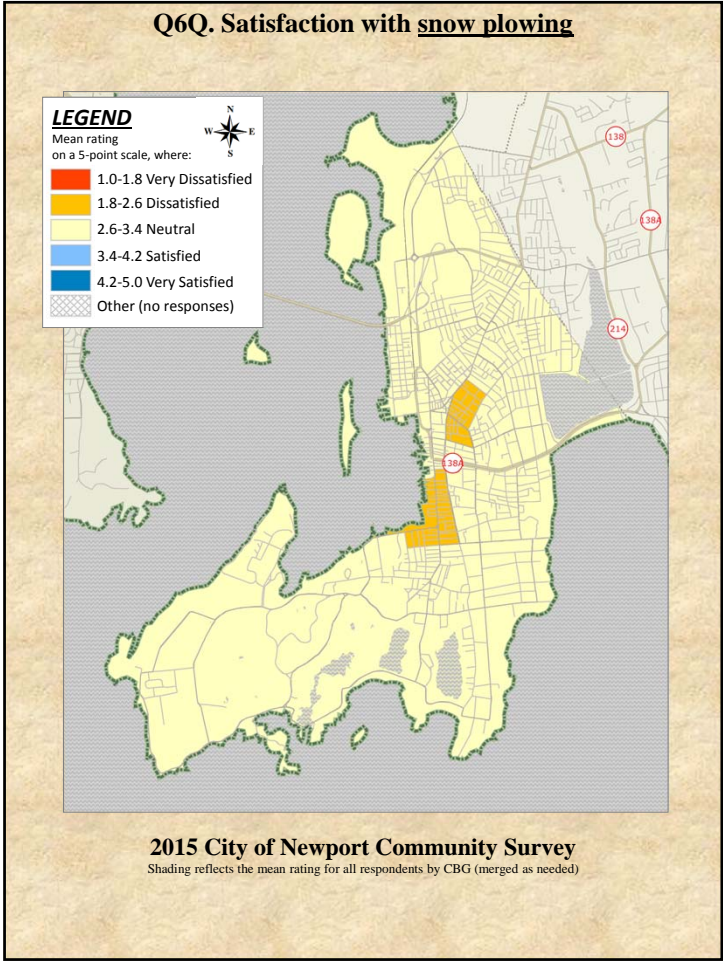 Q6Q. Satisfaction with snow plowing
LEGEND
Mean rating
on a 5-point scale, where:
N
W E
S
1.0-1.8 Very Dissatisfied
1.8-2.6 Dissatisfied
2.6-3.4 Neutral
3.4-4.2 Satisfied
4.2-5.0 Very Satisfied
Other (no responses)
138
138A
214
138A
2015 City of Newport Community Survey
Shading reflects the mean rating for all respondents by CBG (merged as needed)